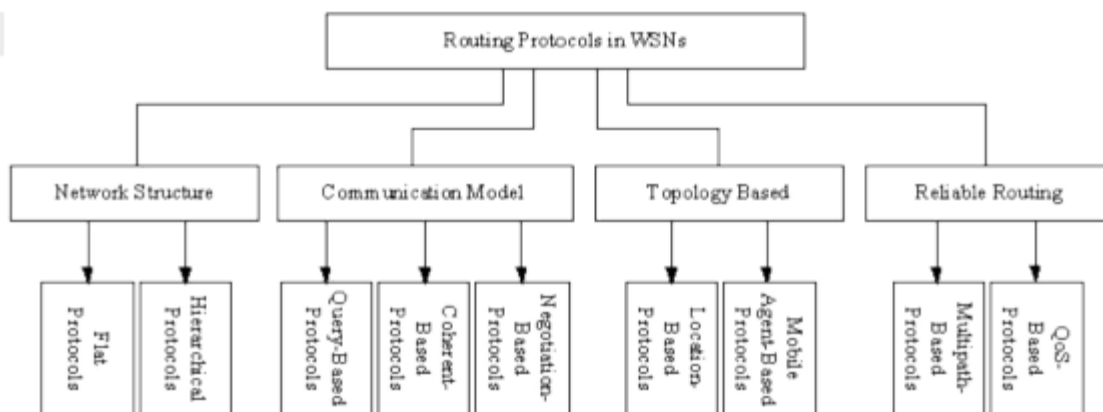 Routing Protocols in WSNs
Network Structure
Communication Model
Topology Based
Reliable Routing
Flat
Protocols
Hierarchical
Protocols
Query-Based
Protocols
Coherent-
Based
Protocols
Negotiation-
Based
Protocols
Location-
Based
Protocols
Mobile
Agent-Based
Protocols
Multipath-
Based
Protocols
QoS-
Based
Protocols